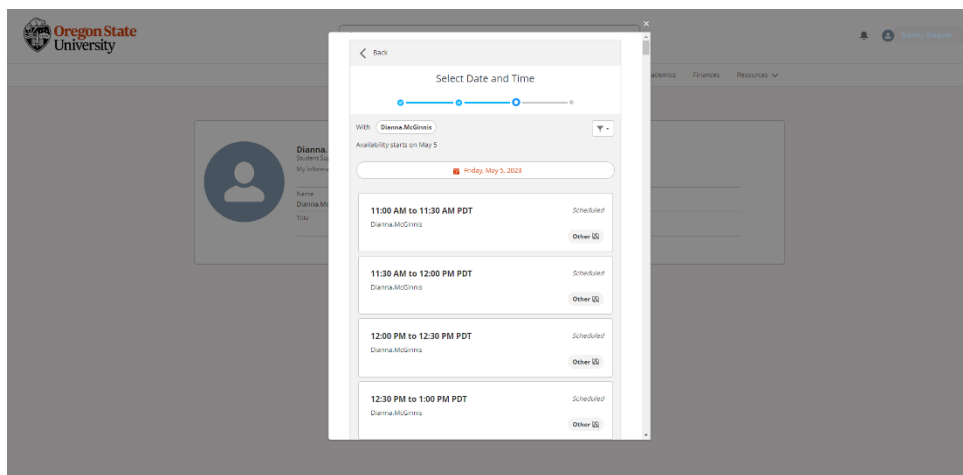 Oregon State
University
×
Back
Select Date and Time
With Dianna.McGinnis
Availability starts on May 5
Friday, May 5, 2023
11:00 AM to 11:30 AM PDT
Scheduled
Dianna.McGinnis
Other
11:30 AM to 12:00 PM PDT
Scheduled
Dianna.McGinnis
Other
12:00 PM to 12:30 PM PDT
Scheduled
Dianna.McGinnis
Other
12:30 PM to 1:00 PM PDT
Scheduled
Dianna.McGinnis
Other
Finances
Resources
Dianna.
Name
Dianna.Mc
Title